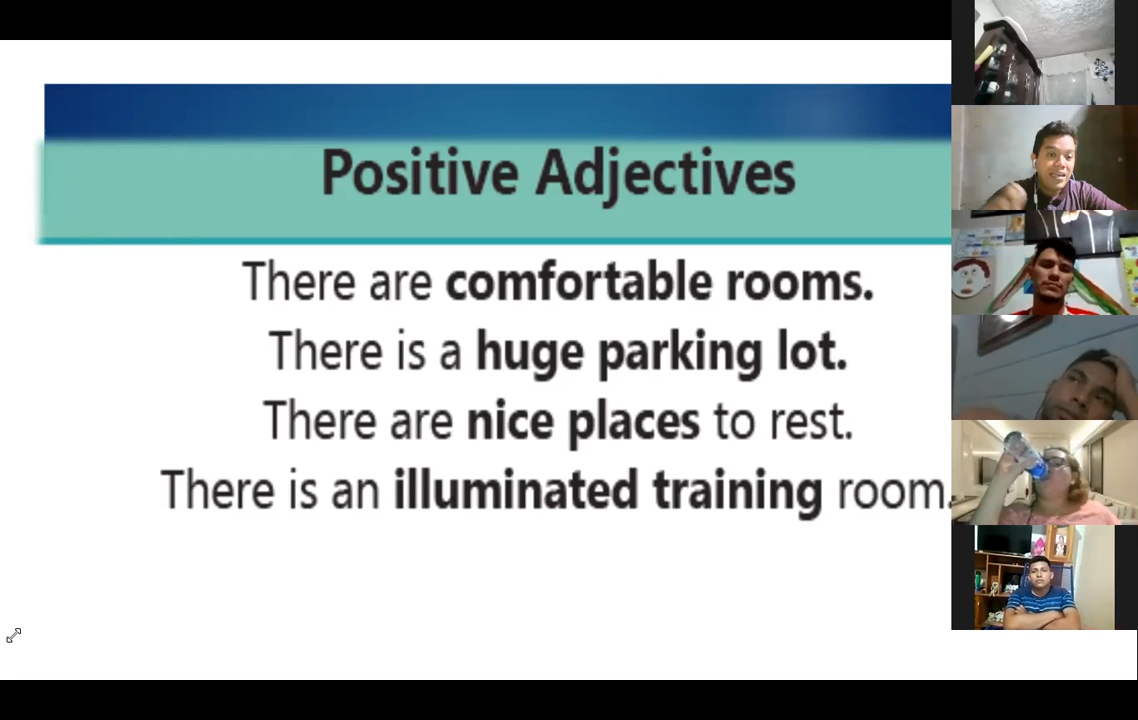 Positive Adjectives
There are comfortable rooms.
There is a huge parking lot.
There are nice places to rest.
There is an illuminated training room.